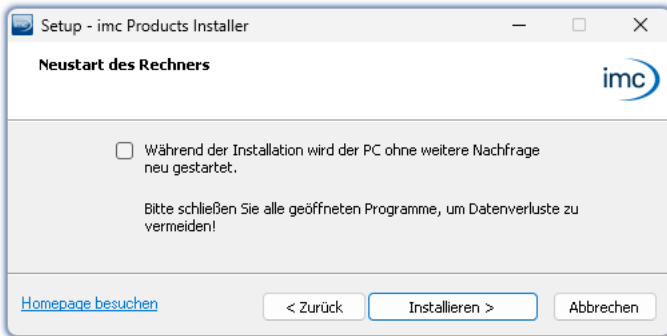 Setup - imc Products Installer
Neustart des Rechners
imc
Während der Installation wird der PC ohne weitere Nachfrage
neu gestartet.
Bitte schließen Sie alle geöffneten Programme, um Datenverluste zu
vermeiden!
Homepage besuchen
< Zurück
Installieren >
Abbrechen